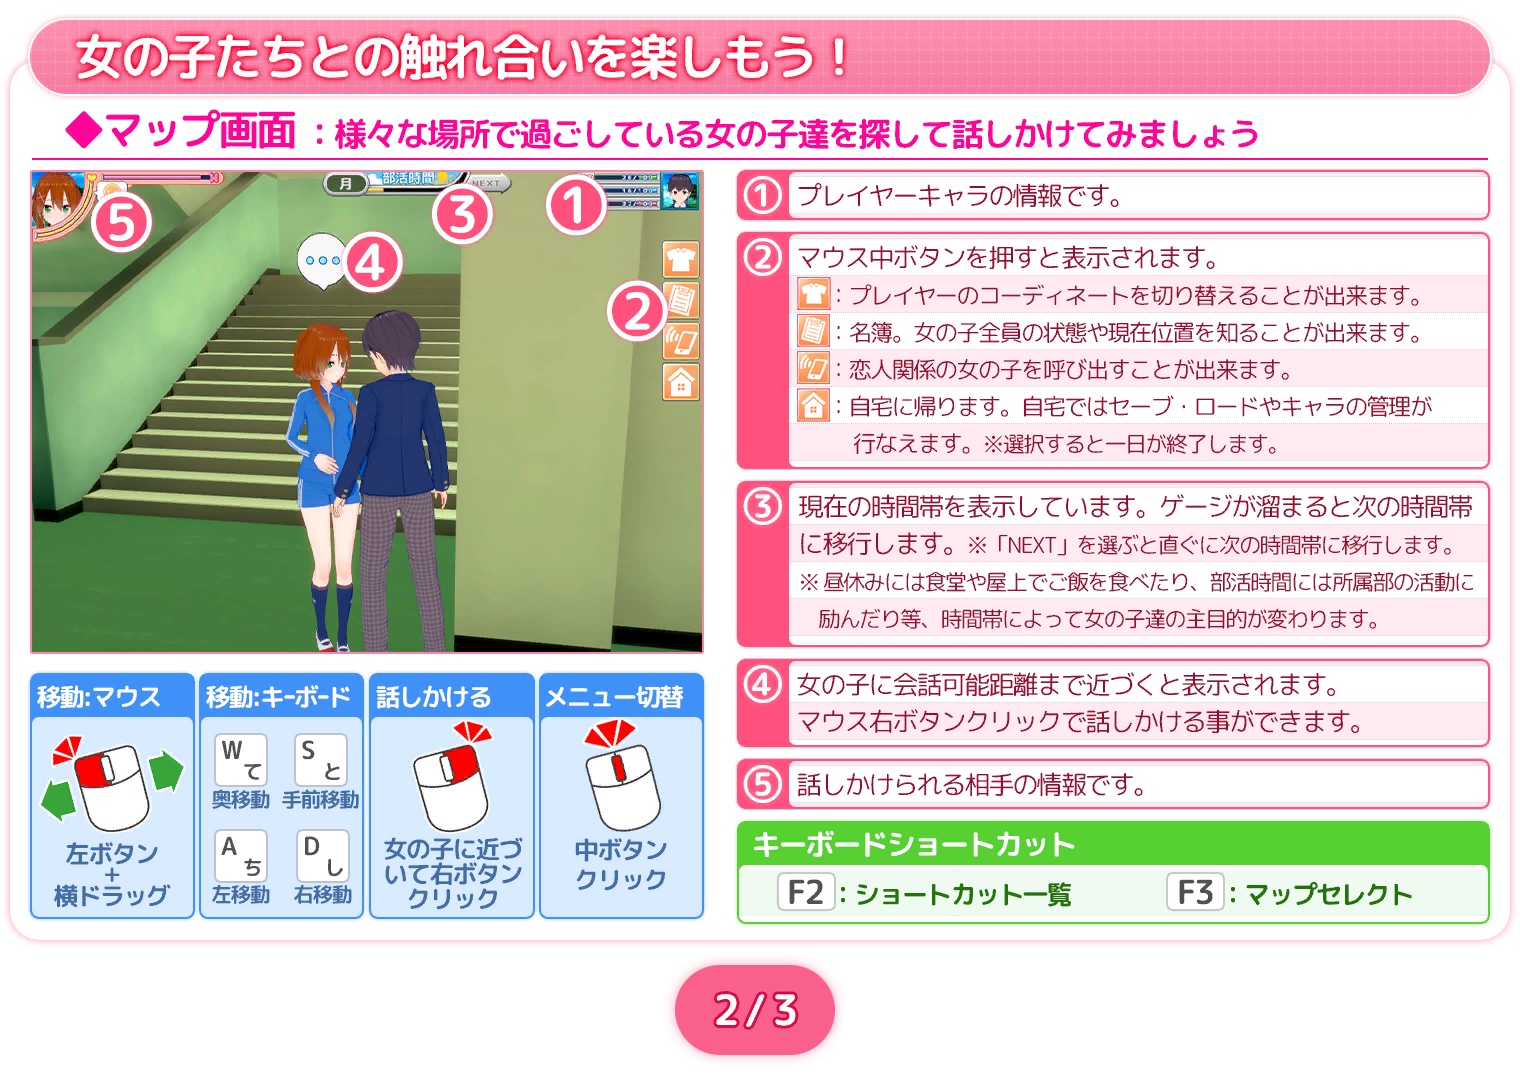 女の子たちとの触れ合いを楽しもう！
◆マップ画面 ：様々な場所で過ごしている女の子達を探して話しかけてみましょう
月
部活時間
NEXT
⑤
③
①
④
②
① プレイヤーキャラの情報です。
② マウス中ボタンを押すと表示されます。
：プレイヤーのコーディネートを切り替えることが出来ます。
：名簿。女の子全員の状態や現在位置を知ることが出来ます。
：恋人関係の女の子を呼び出すことが出来ます。
：自宅に帰ります。自宅ではセーブ・ロードやキャラの管理が
行なえます。※選択すると一日が終了します。
③ 現在の時間帯を表示しています。ゲージが溜まると次の時間帯
に移行します。※「NEXT」を選ぶと直ぐに次の時間帯に移行します。
※ 昼休みには食堂や屋上でご飯を食べたり、部活時間には所属部の活動に
励んだり等、時間帯によって女の子達の主目的が変わります。
④ 女の子に会話可能距離まで近づくと表示されます。
マウス右ボタンクリックで話しかける事ができます。
⑤ 話しかけられる相手の情報です。
移動:マウス
左ボタン
+
横ドラッグ
移動:キーボード
W て
奥移動
S と
手前移動
A ち
左移動
D し
右移動
話しかける
女の子に近づ
いて右ボタン
クリック
メニュー切替
中ボタン
クリック
キーボードショートカット
F2：ショートカット一覧
F3：マップセレクト
2/3